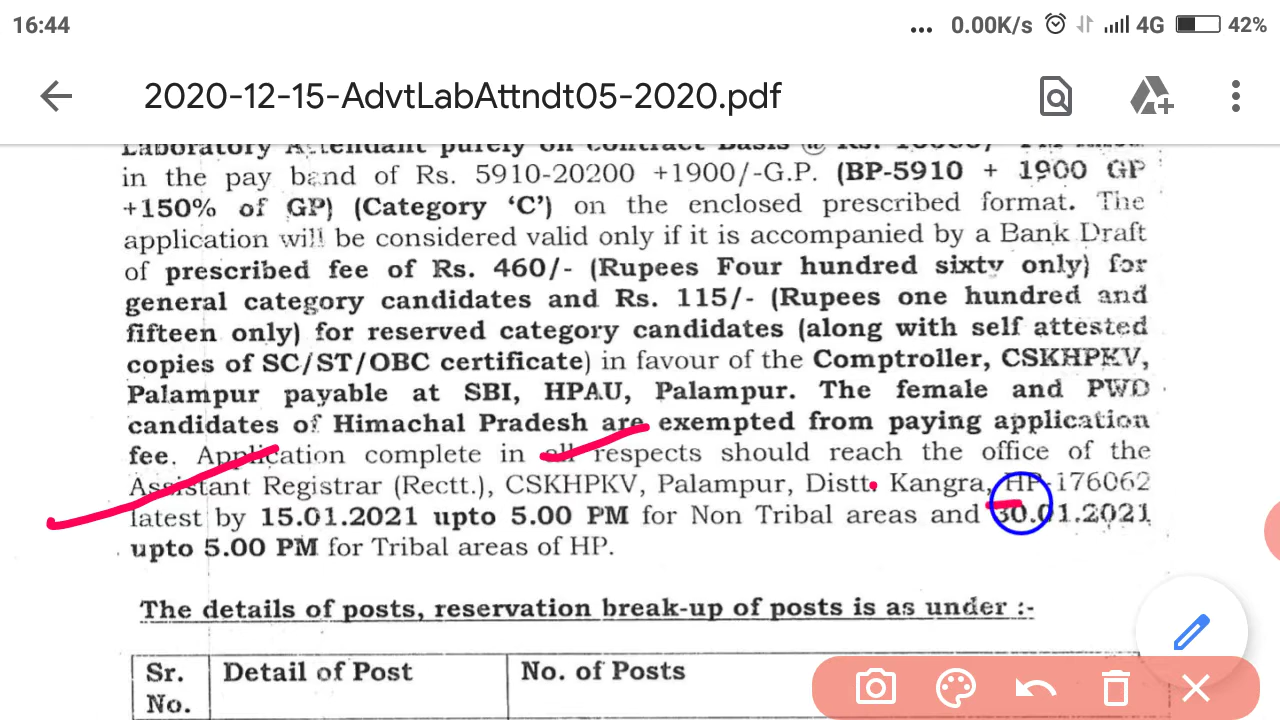 16:44
... 0.00K/s 4G 42%
2020-12-15-AdvtLabAttndt05-2020.pdf
Laboratory Attendant purely on contract Basis @ Rs.
in the pay band of Rs. 5910-20200 +1900/-G.P. (BP-5910 + 1900 GP
+150% of GP) (Category ‘C’) on the enclosed prescribed format. The
application will be considered valid only if it is accompanied by a Bank Draft
of prescribed fee of Rs. 460/- (Rupees Four hundred sixty only) for
general category candidates and Rs. 115/- (Rupees one hundred and
fifteen only) for reserved category candidates (along with self attested
copies of SC/ST/OBC certificate) in favour of the Comptroller, CSKHPKV,
Palampur payable at SBI, HPAU, Palampur. The female and PWD
candidates of Himachal Pradesh are exempted from paying application
fee. Application complete in all respects should reach the office of the
Assistant Registrar (Rectt.), CSKHPKV, Palampur, Distt. Kangra, HP-176062
latest by 15.01.2021 upto 5.00 PM for Non Tribal areas and 30.01.2021
upto 5.00 PM for Tribal areas of HP.
The details of posts, reservation break-up of posts is as under :-
Sr. Detail of Post No. of Posts
No.